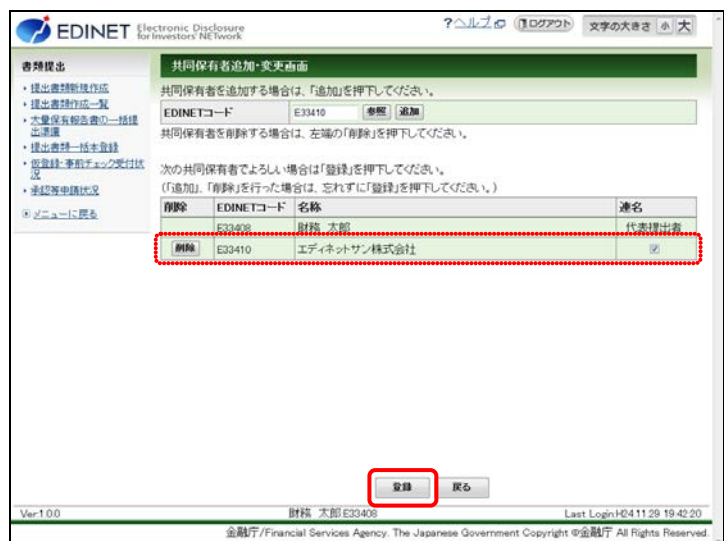 EDINET Electronic Disclosure for Investors' NETwork
?ヘルプ ログアウト 文字の大きさ 小 大
書類提出
・提出書類新規作成
・提出書類作成一覧
・大量保有報告書の一括提
出準備
・提出書類一括本登録
・仮登録・事前チェック受付状
況
・承認等申請状況
メニューに戻る
共同保有者追加・変更画面
共同保有者を追加する場合は、「追加」を押下してください。
EDINETコード E33410 参照 追加
共同保有者を削除する場合は、左端の「削除」を押下してください。
次の共同保有者でよろしい場合は「登録」を押下してください。
(「追加」、「削除」を行った場合は、忘れずに「登録」を押下してください。)
削除 EDINETコード 名称 連名
E33408 財務 太郎 代表提出者
削除 E33410 エディネットサン株式会社
登録 戻る
Ver.1.0.0 財務 太郎:E33408 Last Login:H24.11.29 19:42:20
金融庁/Financial Services Agency. The Japanese Government Copyright ©金融庁 All Rights Reserved.